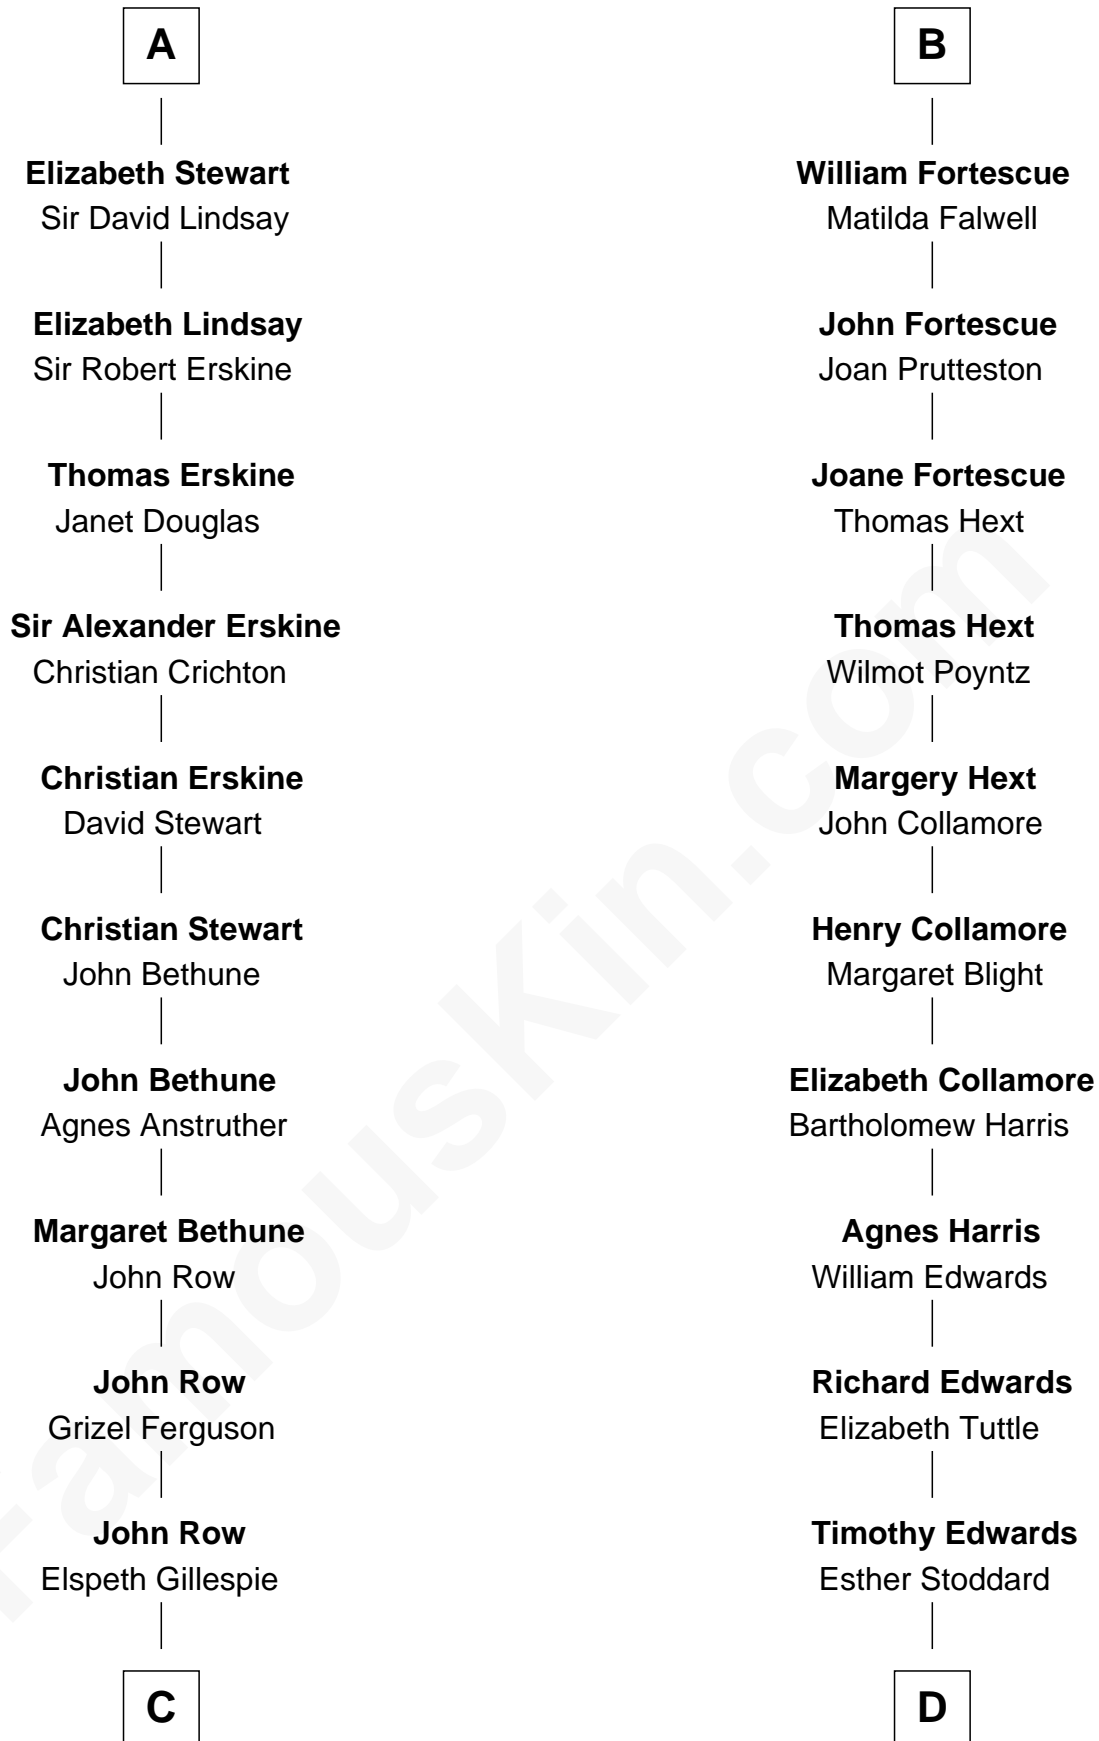 A
Elizabeth Stewart
Sir David Lindsay
Elizabeth Lindsay
Sir Robert Erskine
Thomas Erskine
Janet Douglas
Sir Alexander Erskine
Christian Crichton
Christian Erskine
David Stewart
Christian Stewart
John Bethune
John Bethune
Agnes Anstruther
Margaret Bethune
John Row
John Row
Grizel Ferguson
John Row
Elspeth Gillespie
C
B
William Fortescue
Matilda Falwell
John Fortescue
Joan Prutteston
Joane Fortescue
Thomas Hext
Thomas Hext
Wilmot Poyntz
Margery Hext
John Collamore
Henry Collamore
Margaret Blight
Elizabeth Collamore
Bartholomew Harris
Agnes Harris
William Edwards
Richard Edwards
Elizabeth Tuttle
Timothy Edwards
Esther Stoddard
D
FamousKin.com